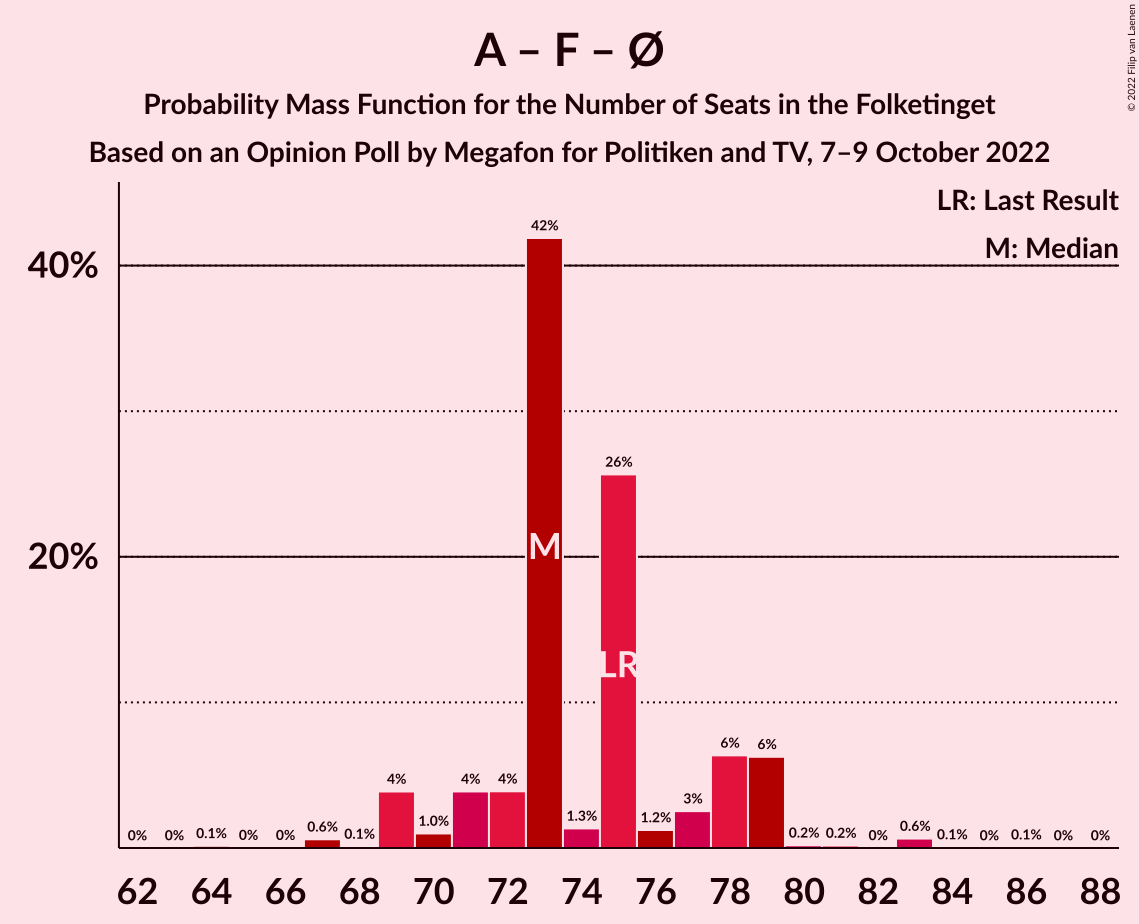 A – F – Ø
Probability Mass Function for the Number of Seats in the Folketinget
Based on an Opinion Poll by Megafon for Politiken and TV, 7–9 October 2022
© 2022 Filip van Laenen
LR: Last Result
M: Median
40%
20%
0% 0% 0.1% 0% 0% 0.6% 0.1% 4% 1.0% 4% 4% 42% 1.3% 26% 1.2% 3% 6% 6% 0.2% 0.2% 0% 0.6% 0.1% 0% 0.1% 0% 0%
M
LR
62 64 66 68 70 72 74 76 78 80 82 84 86 88